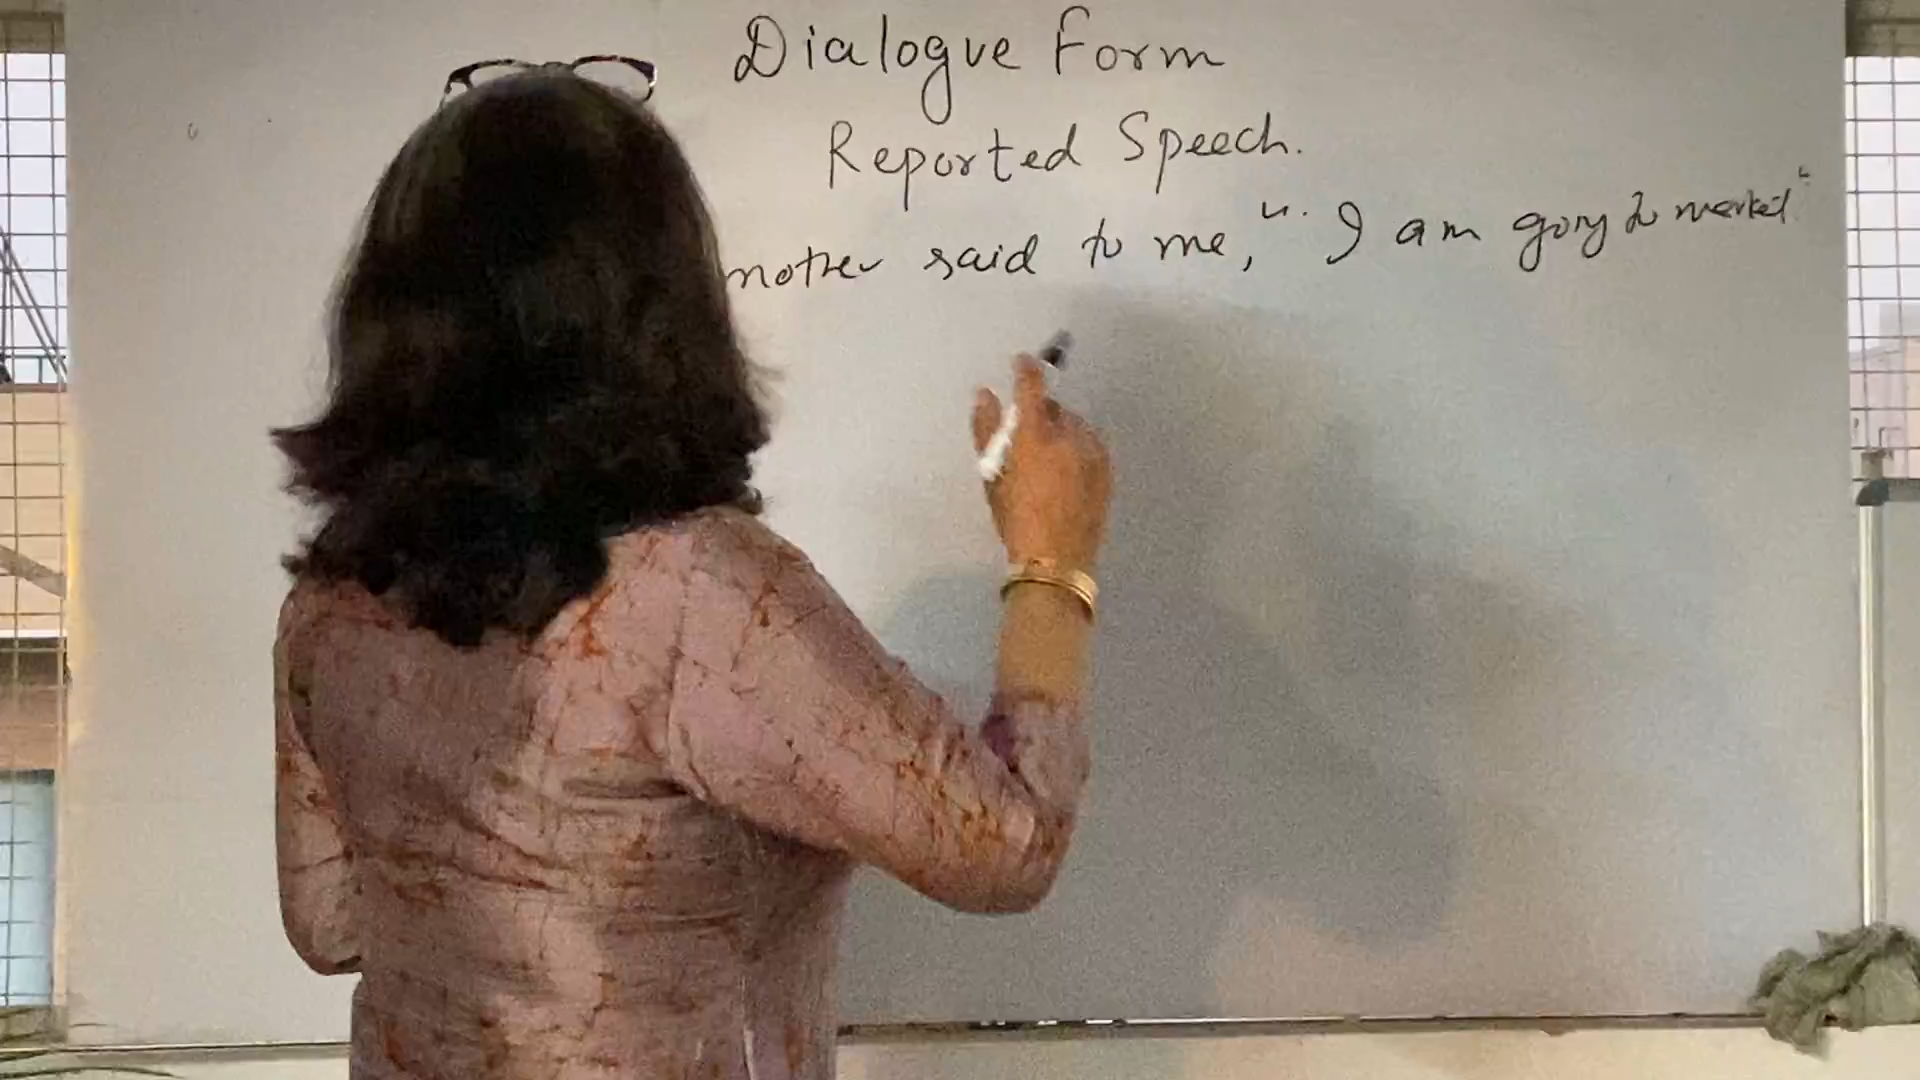 Dialogue Form
Reported Speech.
mother said to me, " I am going to market"